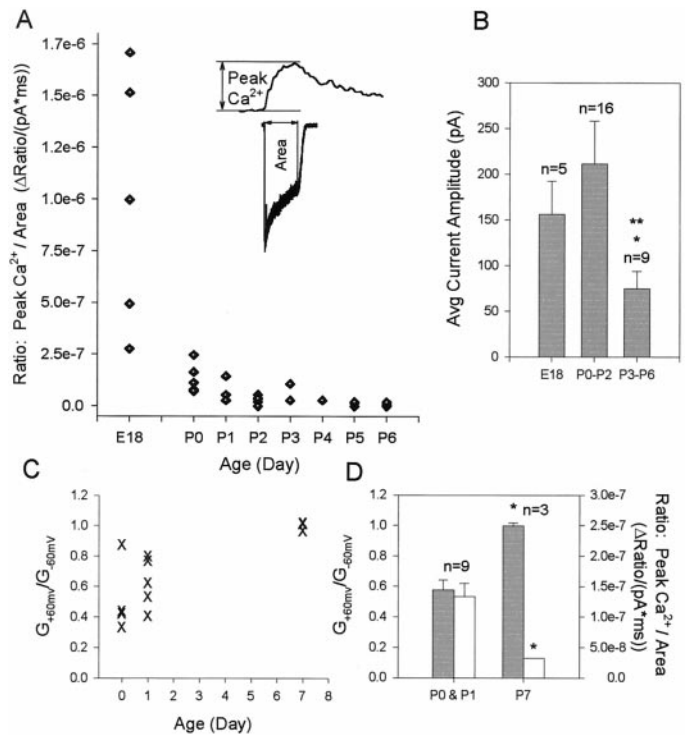 A
Ratio: Peak Ca²⁺ / Area (ΔRatio/(pA*ms))
1.7e-6
1.5e-6
1.0e-6
7.5e-7
5.0e-7
2.5e-7
0.0
Peak
Ca²⁺
Area
E18 P0 P1 P2 P3 P4 P5 P6
Age (Day)
B
Avg Current Amplitude (pA)
300
250
200
150
100
50
0
n=5
n=16
**
*
n=9
E18 P0-P2 P3-P6
C
G+60mv/G-60mV
1.2
1.0
0.8
0.6
0.4
0.2
0.0
0 1 2 3 4 5 6 7 8
Age (Day)
D
G+60mv/G-60mV
1.2
1.0
0.8
0.6
0.4
0.2
0.0
n=9
*
n=3
*
P0 & P1 P7
3.0e-7
2.5e-7
2.0e-7
1.5e-7
1.0e-7
5.0e-8
0.0
Ratio: Peak Ca²⁺ / Area
(ΔRatio/(pA*ms))